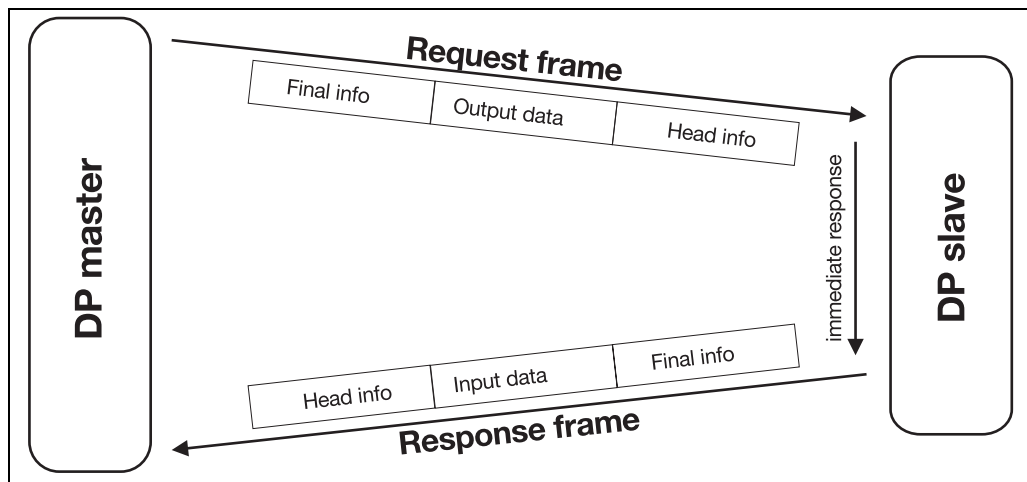 Request frame
Final info
Output data
Head info
DP master
immediate response
DP slave
Head info
Input data
Final info
Response frame